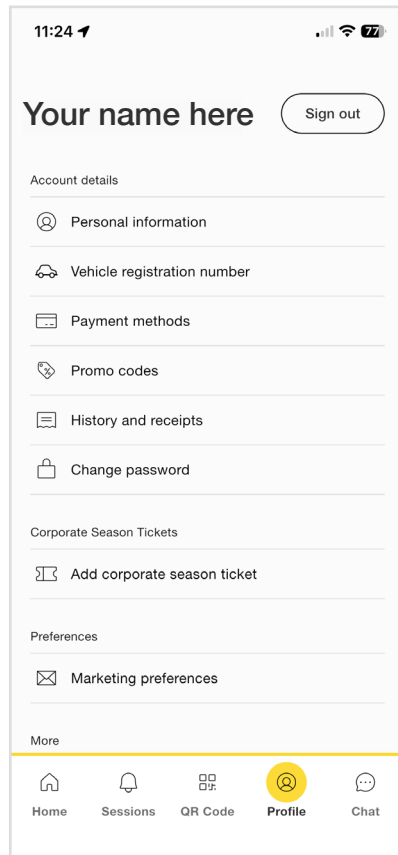 11:24
77
Your name here
Sign out
Account details
Personal information
Vehicle registration number
Payment methods
Promo codes
History and receipts
Change password
Corporate Season Tickets
Add corporate season ticket
Preferences
Marketing preferences
More
Home Sessions QR Code Profile Chat